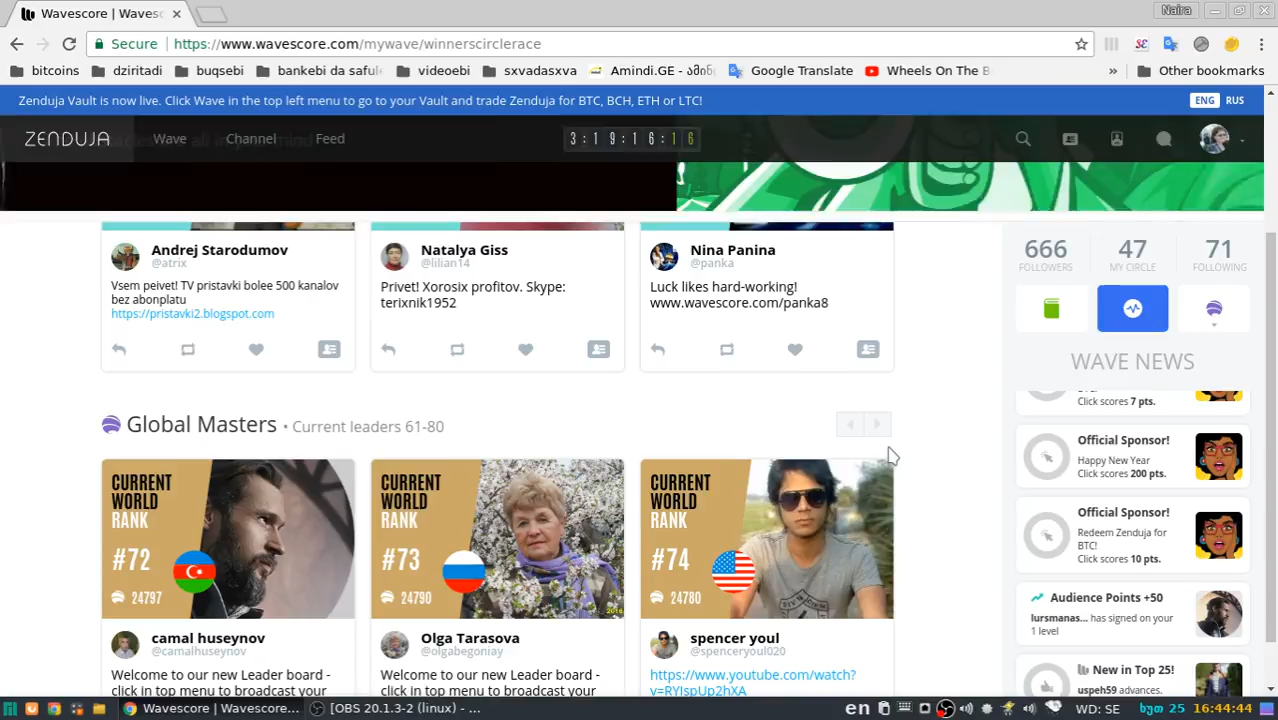 Wavescore | Wavesc
Naira
Secure
https://www.wavescore.com/mywave/winnerscirclerace
bitcoins
dziritadi
buqsebi
bankebi da safule
videoebi
sxvadasxva
Amindi.GE - ამინ
Google Translate
Wheels On The B
»
Other bookmarks
Zenduja Vault is now live. Click Wave in the top left menu to go to your Vault and trade Zenduja for BTC, BCH, ETH or LTC!
ENG
RUS
ZENDUJA
Wave
Channel
Feed
3:19:16:16
Andrej Starodumov
@atrix
Vsem peivet! TV pristavki bolee 500 kanalov
bez abonplatu
https://pristavki2.blogspot.com
Natalya Giss
@lilian14
Privet! Xorosix profitov. Skype:
terixnik1952
Nina Panina
@panka
Luck likes hard-working!
www.wavescore.com/panka8
Global Masters • Current leaders 61-80
CURRENT
WORLD
RANK
#72
24797
camal huseynov
@camalhuseynov
Welcome to our new Leader board -
click in top menu to broadcast your
CURRENT
WORLD
RANK
#73
24790
Olga Tarasova
@olgabegoniay
Welcome to our new Leader board -
click in top menu to broadcast your
CURRENT
WORLD
RANK
#74
24780
spencer youl
@spenceryoul020
https://www.youtube.com/watch?
v=RYIspUp2hXA
666
FOLLOWERS
47
MY CIRCLE
71
FOLLOWING
WAVE NEWS
Click scores 7 pts.
Official Sponsor!
Happy New Year
Click scores 200 pts.
Official Sponsor!
Redeem Zenduja for
BTC!
Click scores 10 pts.
Audience Points +50
lursmanas... has signed on your
1 level
New in Top 25!
uspeh59 advances.
Wavescore | Wavesc...
[OBS 20.1.3-2 (linux) - ...
en
WD: SE
ხუთ 25
16:44:44